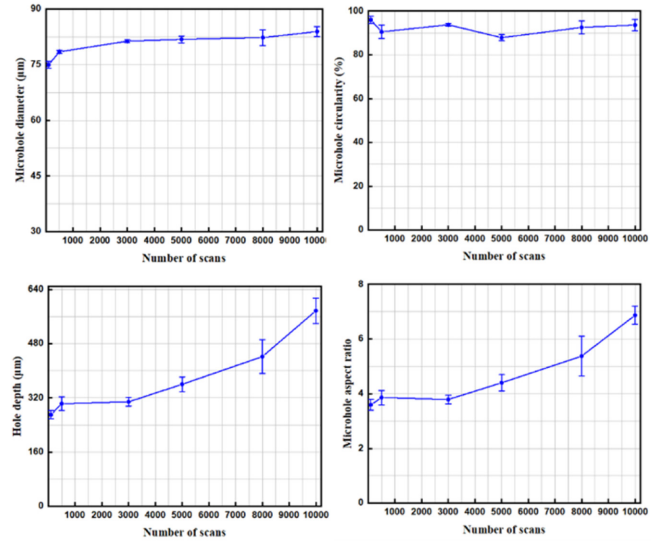 90
75
60
45
30
Microhole diameter (μm)
1000 2000 3000 4000 5000 6000 7000 8000 9000 10000
Number of scans
100
80
60
40
20
0
Microhole circularity (%)
1000 2000 3000 4000 5000 6000 7000 8000 9000 10000
Number of scans
640
480
320
160
0
Hole depth (μm)
1000 2000 3000 4000 5000 6000 7000 8000 9000 10000
Number of scans
8
6
4
2
0
Microhole aspect ratio
1000 2000 3000 4000 5000 6000 7000 8000 9000 10000
Number of scans